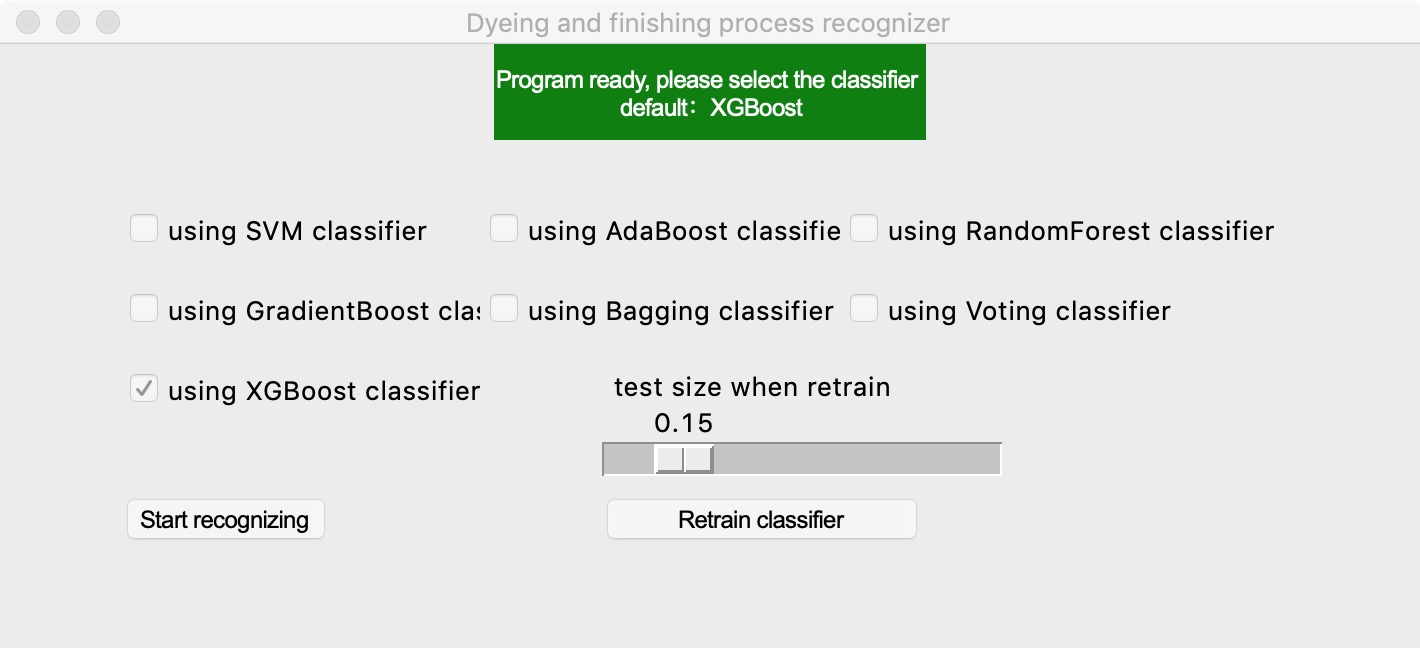 Dyeing and finishing process recognizer
Program ready, please select the classifier
default： XGBoost
using SVM classifier
using AdaBoost classifie
using RandomForest classifier
using GradientBoost clas
using Bagging classifier
using Voting classifier
using XGBoost classifier
test size when retrain
0.15
Start recognizing
Retrain classifier